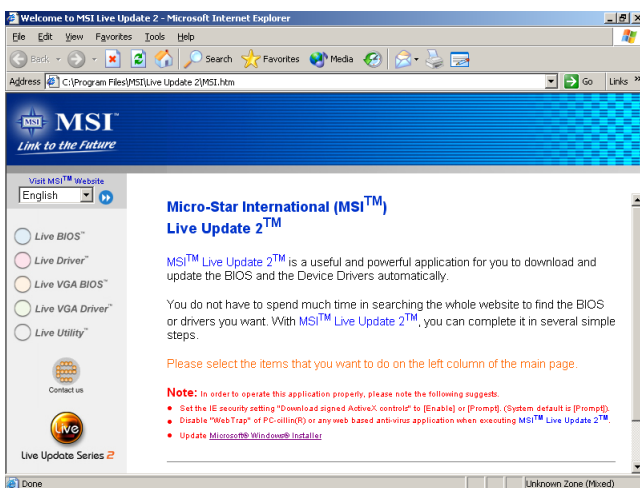 Welcome to MSI Live Update 2 - Microsoft Internet Explorer
File Edit View Favorites Tools Help
Back Search Favorites Media
Address C:\Program Files\MSI\Live Update 2\MSI.htm Go Links »
MSI MSI™
Link to the Future
Visit MSI™ Website
English
Live BIOS™
Live Driver™
Live VGA BIOS™
Live VGA Driver™
Live Utility™
Contact us
Live
Live Update Series 2
Micro-Star International (MSI™)
Live Update 2™
MSI™ Live Update 2™ is a useful and powerful application for you to download and
update the BIOS and the Device Drivers automatically.
You do not have to spend much time in searching the whole website to find the BIOS
or drivers you want. With MSI™ Live Update 2™, you can complete it in several simple
steps.
Please select the items that you want to do on the left column of the main page.
Note: In order to operate this application properly, please note the following suggests.
• Set the IE security setting "Download signed ActiveX controls" to [Enable] or [Prompt]. (System default is [Prompt]).
• Disable "WebTrap" of PC-cillin(R) or any web based anti-virus application when executing MSI™ Live Update 2™.
• Update Microsoft® Windows® Installer
Done Unknown Zone (Mixed)